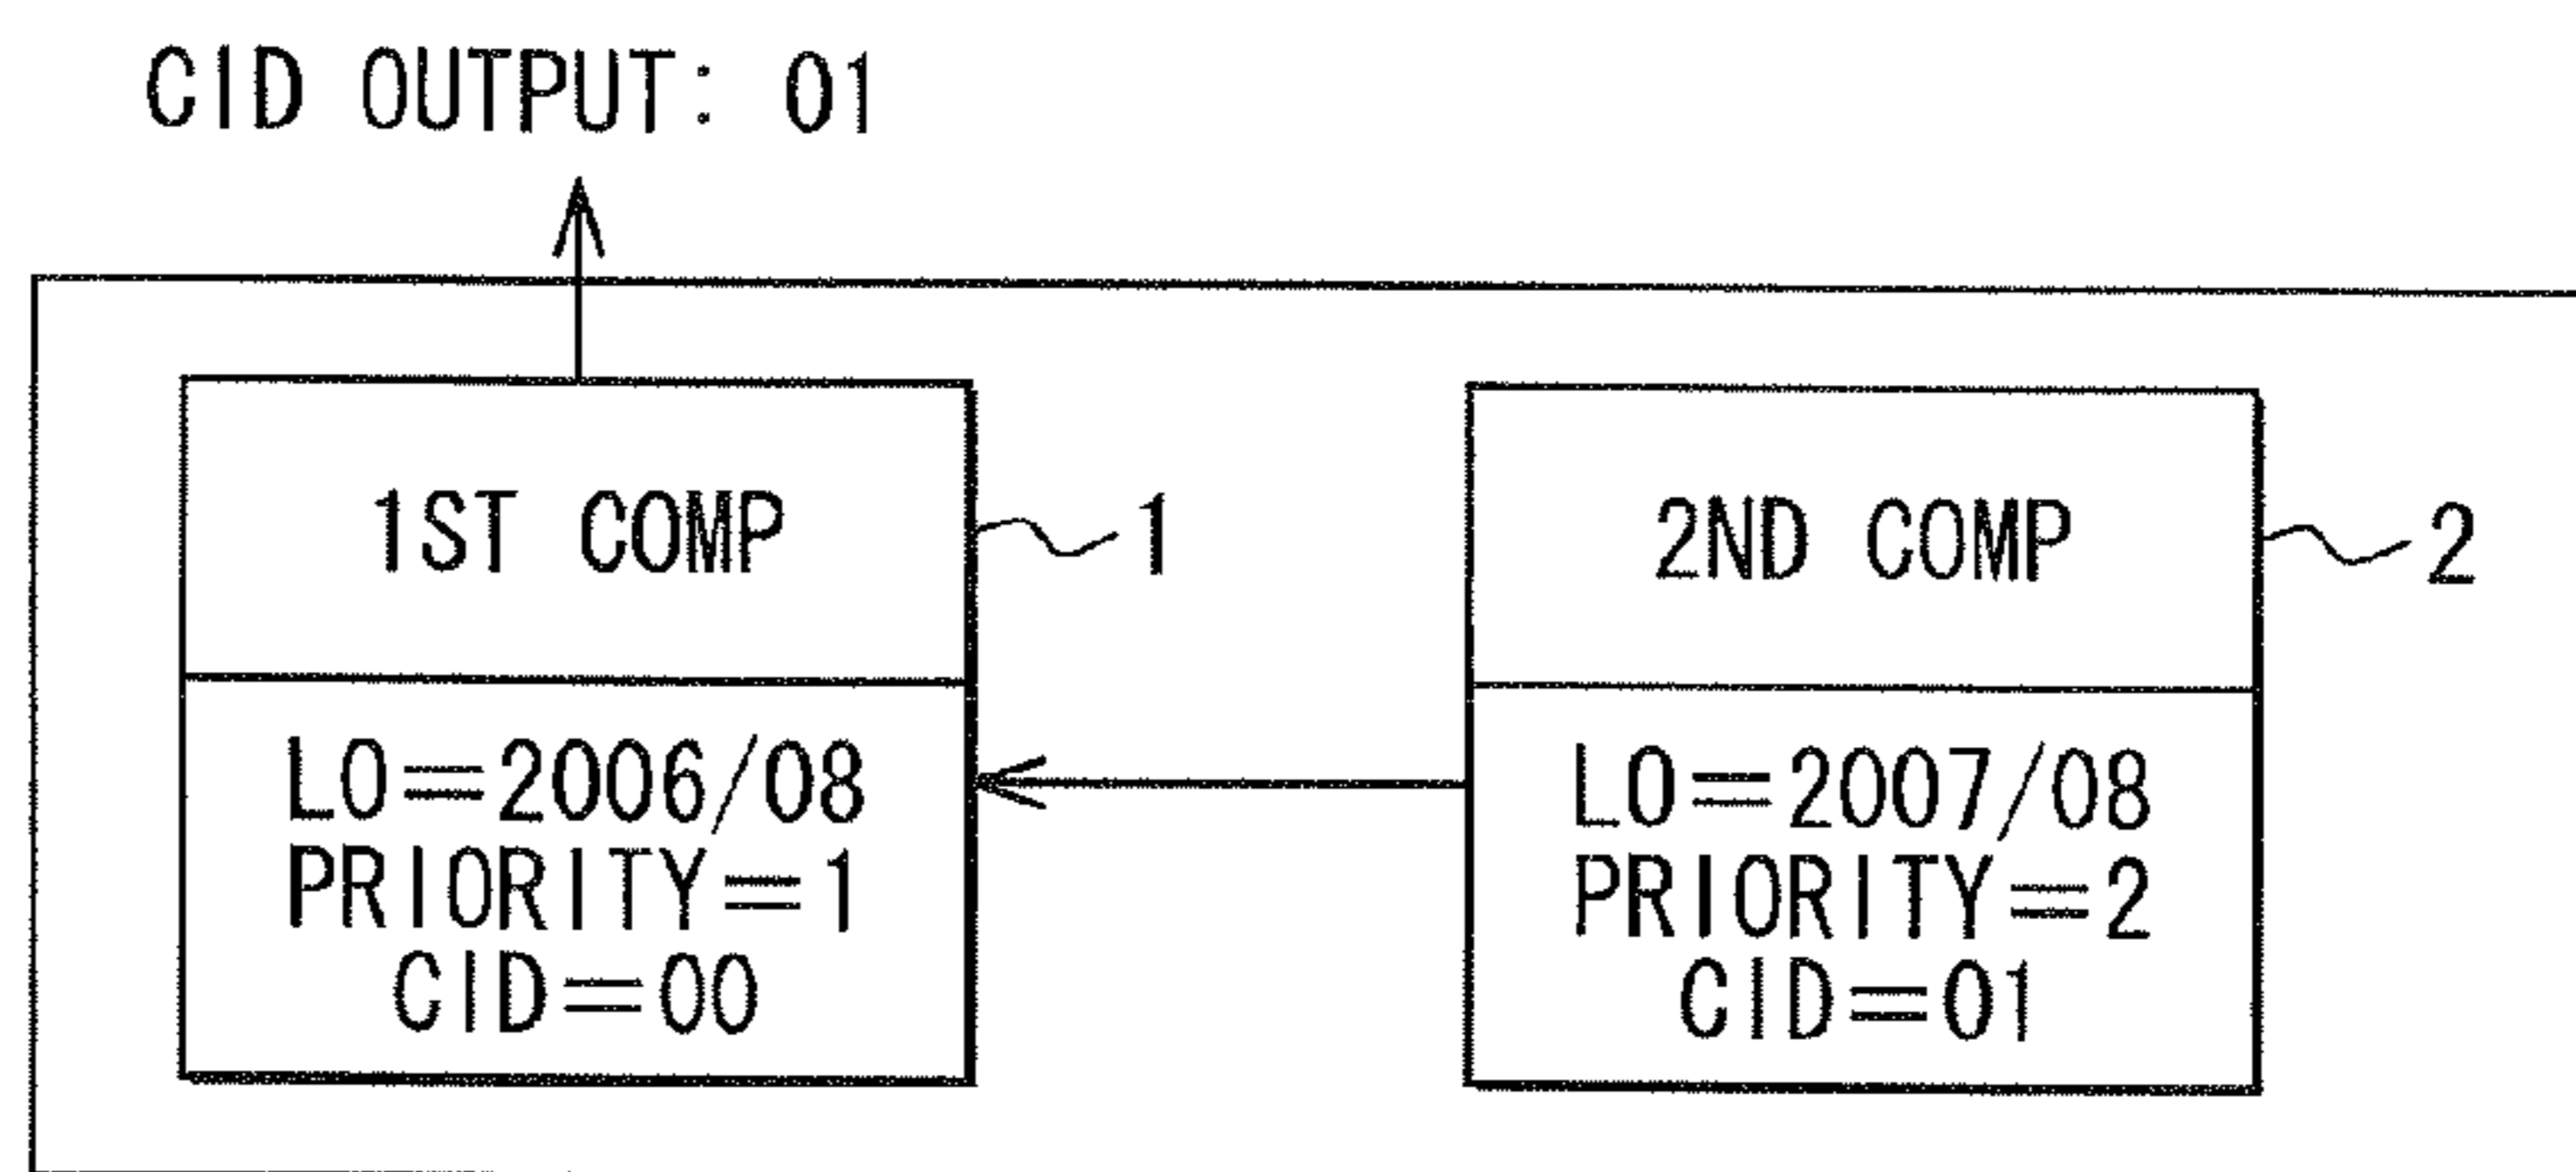 CID OUTPUT: 01
1ST COMP
1
2ND COMP
2
LO=2006/08
PRIORITY=1
CID=00
LO=2007/08
PRIORITY=2
CID=01